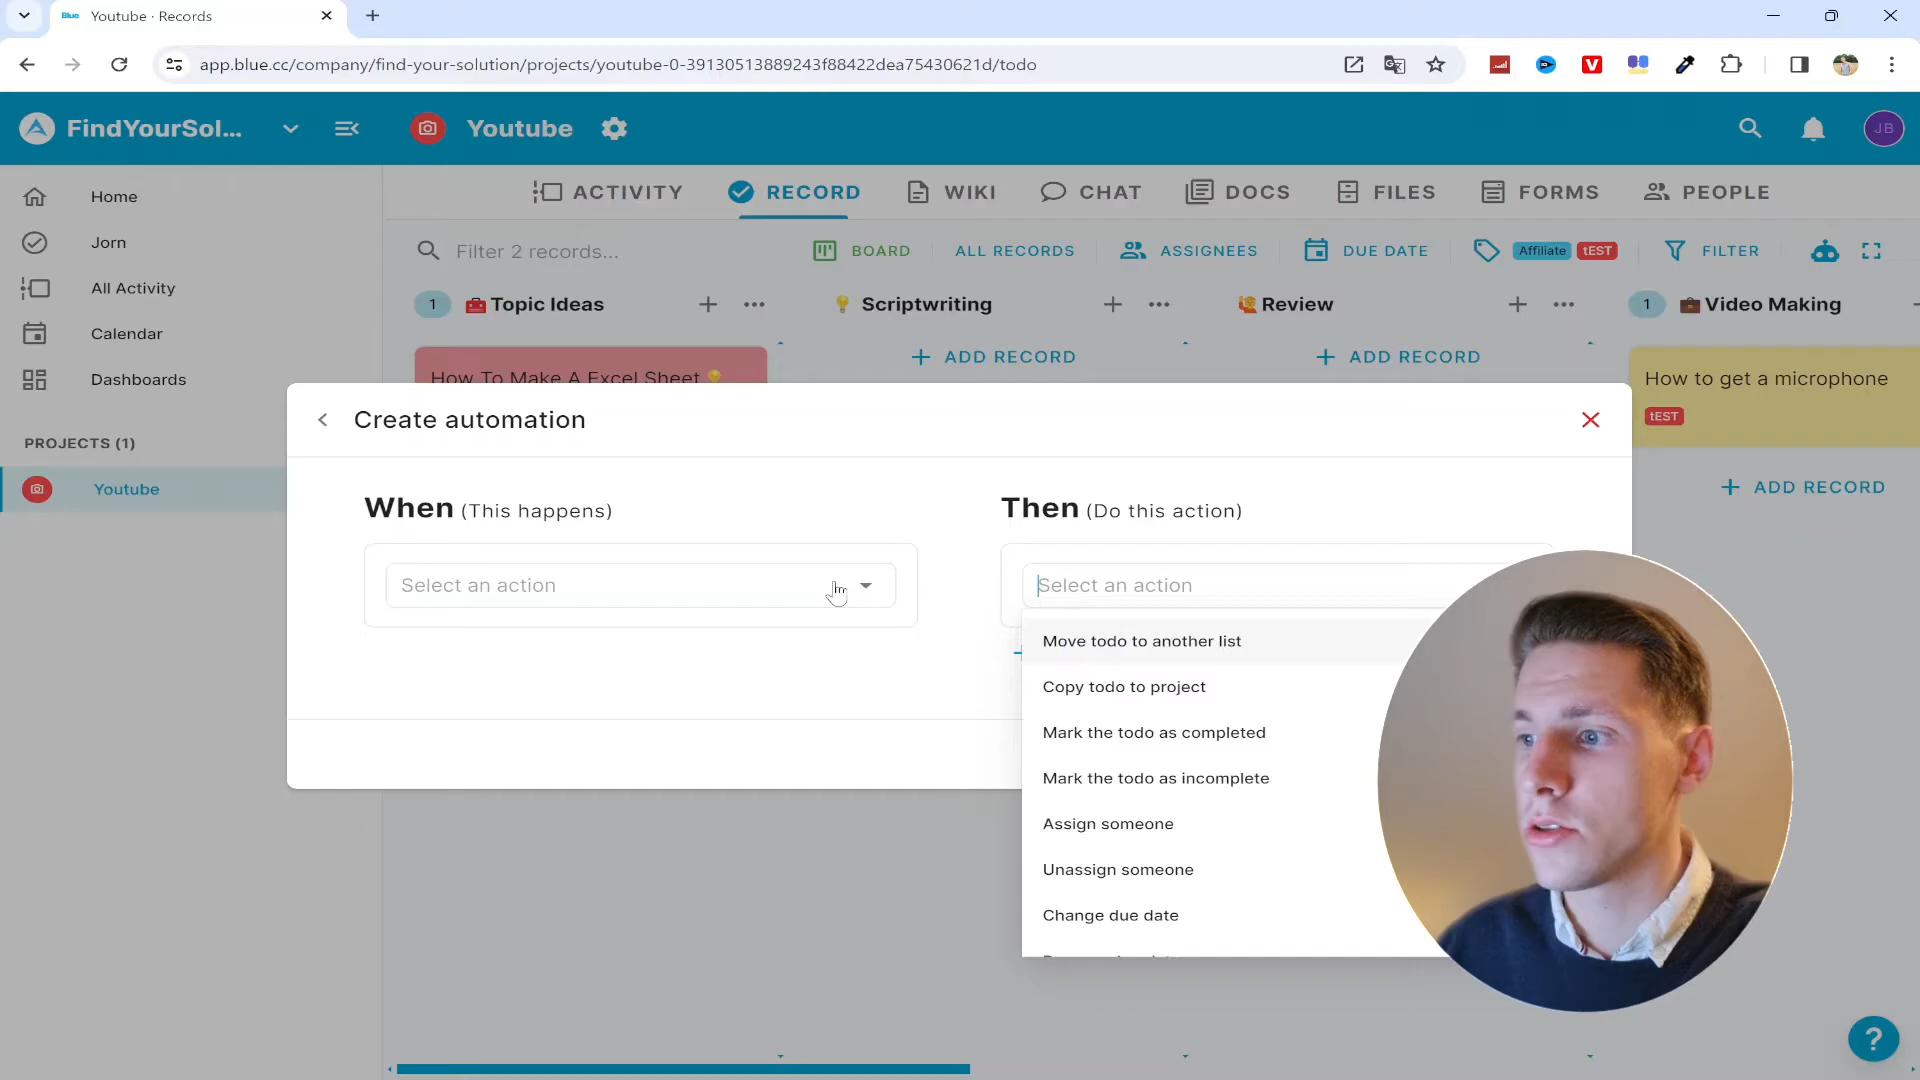 Blue
Youtube · Records
app.blue.cc/company/find-your-solution/projects/youtube-0-39130513889243f88422dea75430621d/todo
FindYourSol...
Youtube
JB
Home
Jorn
All Activity
Calendar
Dashboards
PROJECTS (1)
Youtube
ACTIVITY
RECORD
WIKI
CHAT
DOCS
FILES
FORMS
PEOPLE
Filter 2 records...
BOARD
ALL RECORDS
ASSIGNEES
DUE DATE
Affiliate
tEST
FILTER
1
Topic Ideas
Scriptwriting
Review
1
Video Making
How To Make A Excel Sheet
ADD RECORD
ADD RECORD
How to get a microphone
tEST
ADD RECORD
Create automation
When (This happens)
Select an action
Then (Do this action)
Select an action
Move todo to another list
Copy todo to project
Mark the todo as completed
Mark the todo as incomplete
Assign someone
Unassign someone
Change due date
?